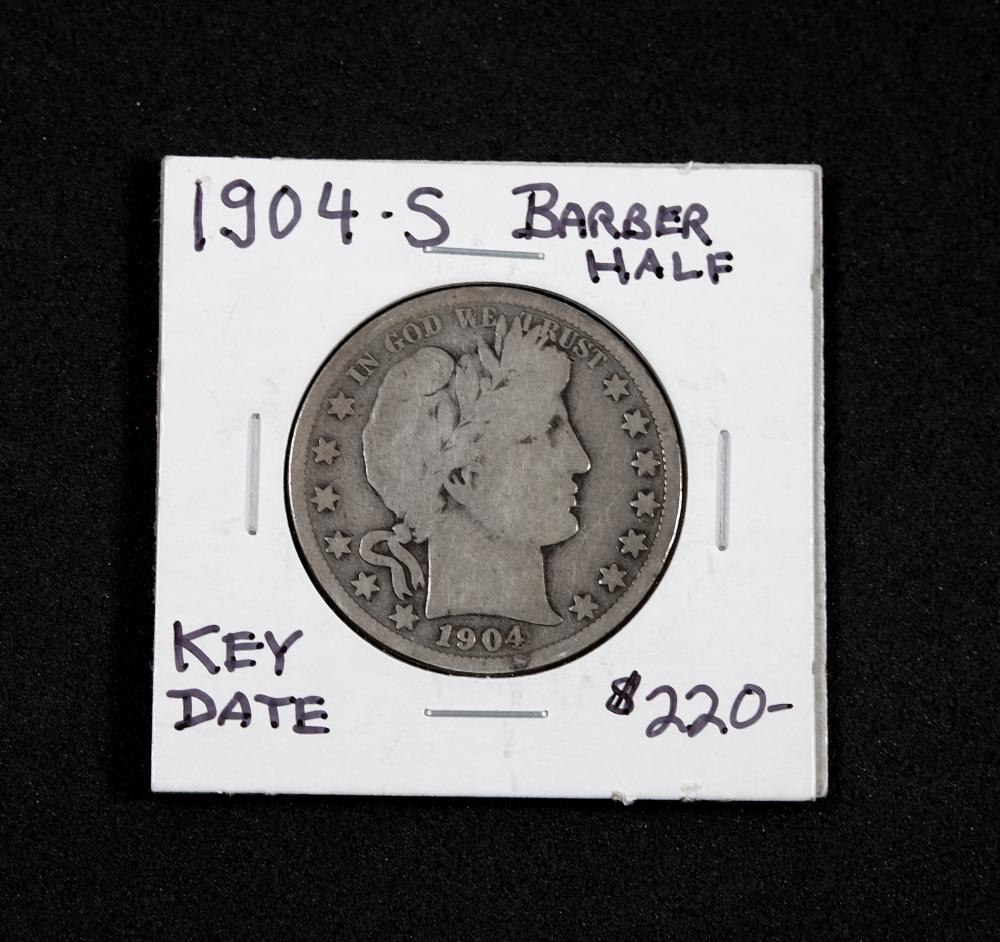 1904-S BARBER
HALF
IN GOD WE TRUST
1904
KEY
DATE
$220-